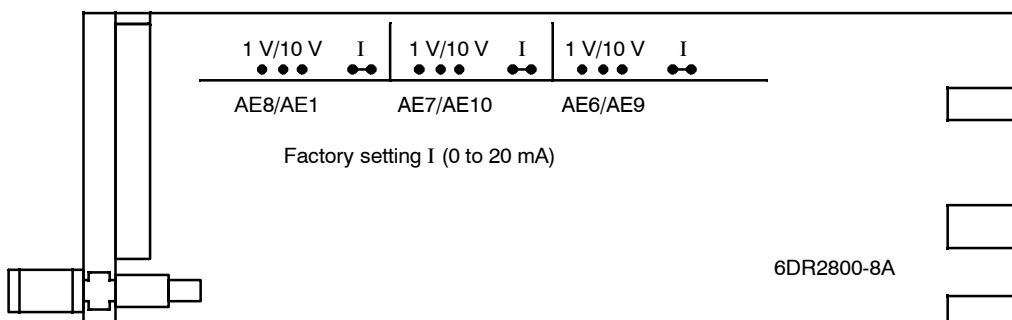 1 V/10 V I 1 V/10 V I 1 V/10 V I
AE8/AE1 AE7/AE10 AE6/AE9
Factory setting I (0 to 20 mA)
6DR2800-8A